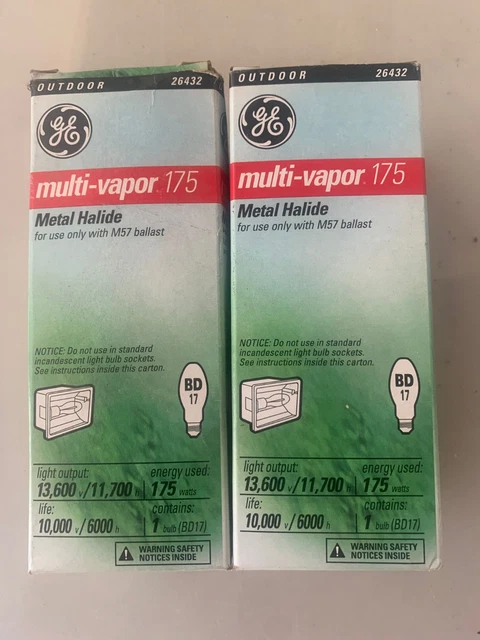 OUTDOOR 26432
GE
multi-vapor 175
Metal Halide
for use only with M57 ballast
NOTICE: Do not use in standard
incandescent light bulb sockets.
See instructions inside this carton.
BD
17
light output: energy used:
13,600 v/11,700 h 175 watts
life: contains:
10,000 v/6000 h 1 bulb (BD17)
WARNING SAFETY
NOTICES INSIDE
OUTDOOR 26432
GE
multi-vapor 175
Metal Halide
for use only with M57 ballast
NOTICE: Do not use in standard
incandescent light bulb sockets.
See instructions inside this carton.
BD
17
light output: energy used:
13,600 v/11,700 h 175 watts
life: contains:
10,000 v/6000 h 1 bulb (BD17)
WARNING SAFETY
NOTICES INSIDE